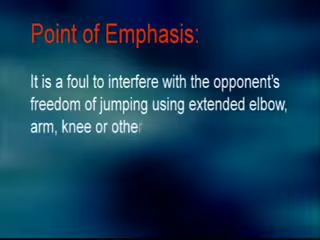 Point of Emphasis:
It is a foul to interfere with the opponent's
freedom of jumping using extended elbow,
arm, knee or other